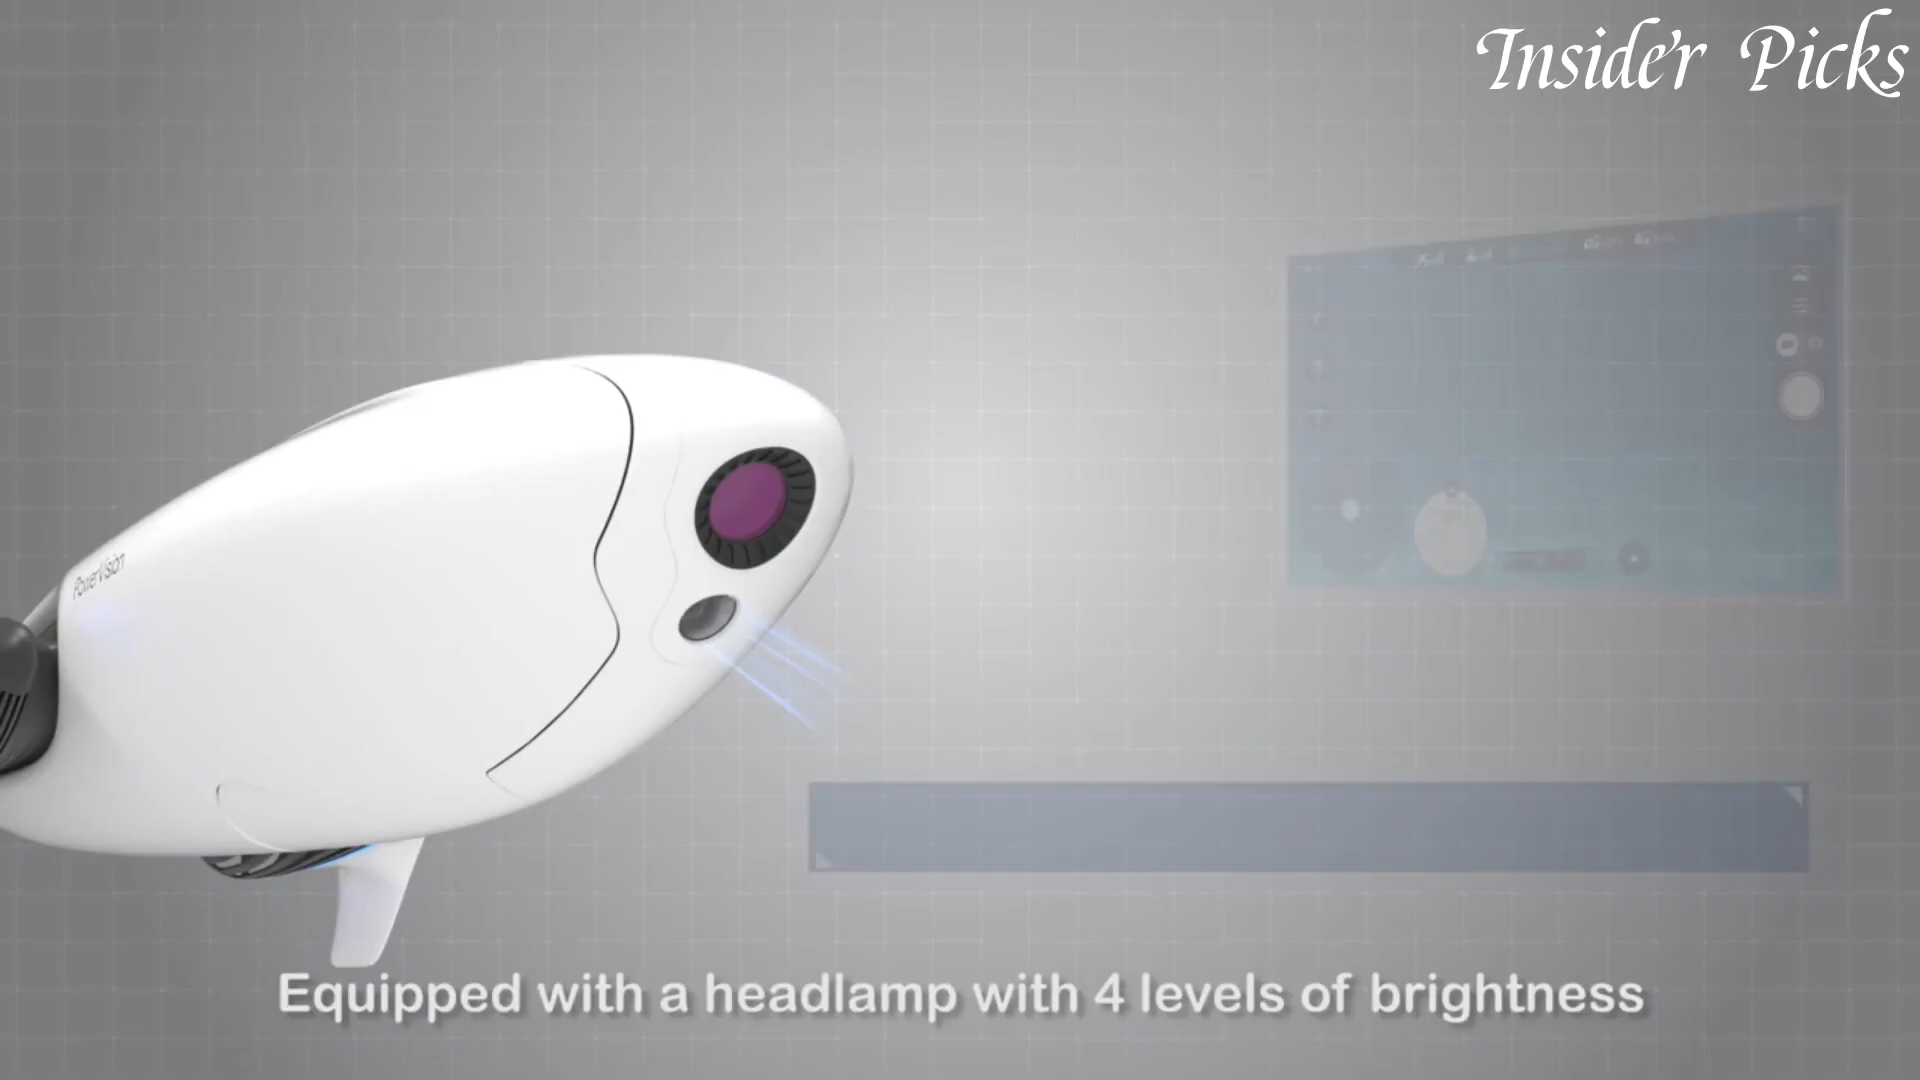 Insider Picks
PowerVision
Equipped with a headlamp with 4 levels of brightness